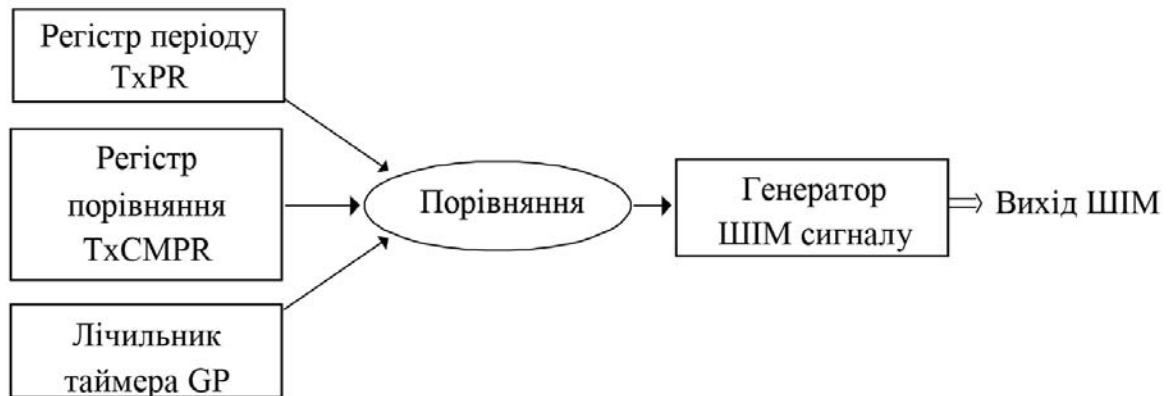 Регістр періоду
TxPR
Регістр
порівняння
TxCMPR
Лічильник
таймера GP
Порівняння
Генератор
ШІМ сигналу
Вихід ШІМ